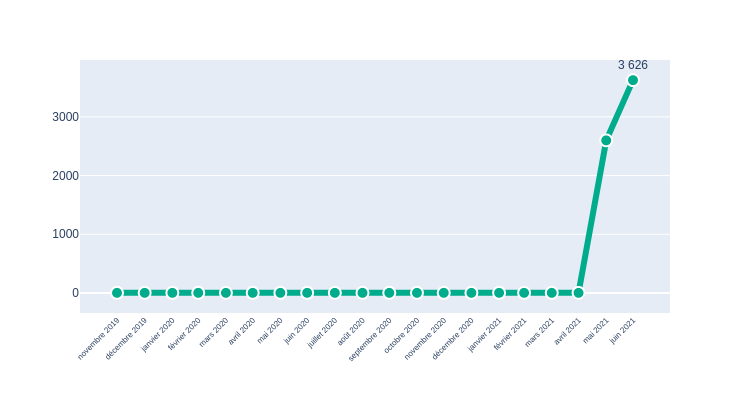 3 626
3000
2000
1000
0
novembre 2019
décembre 2019
janvier 2020
février 2020
mars 2020
avril 2020
mai 2020
juin 2020
juillet 2020
août 2020
septembre 2020
octobre 2020
novembre 2020
décembre 2020
janvier 2021
février 2021
mars 2021
avril 2021
mai 2021
juin 2021